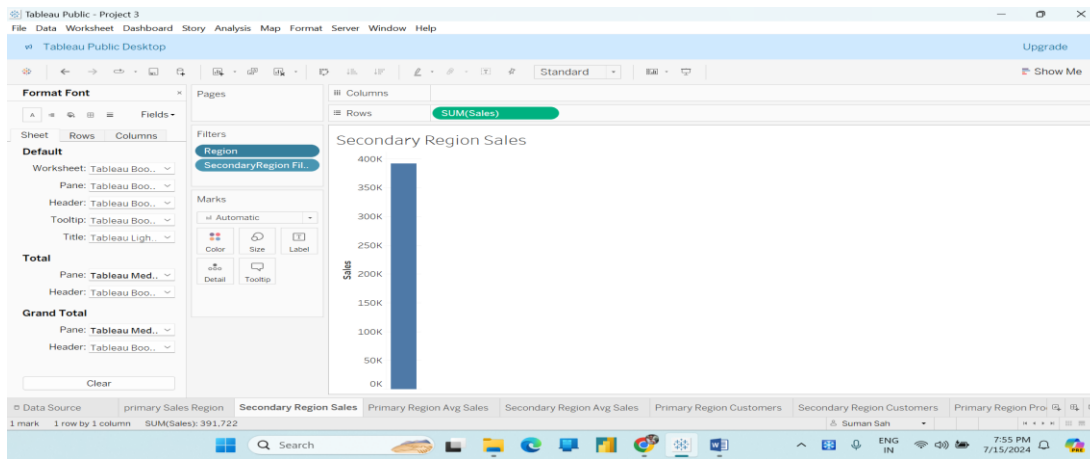 Tableau Public - Project 3
File Data Worksheet Dashboard Story Analysis Map Format Server Window Help
Tableau Public Desktop
Upgrade
Standard
Show Me
Format Font
Fields
Sheet Rows Columns
Default
Worksheet: Tableau Boo..
Pane: Tableau Boo..
Header: Tableau Boo..
Tooltip: Tableau Boo..
Title: Tableau Ligh..
Total
Pane: Tableau Med..
Header: Tableau Boo..
Grand Total
Pane: Tableau Med..
Header: Tableau Boo..
Clear
Pages
Filters
Region
SecondaryRegion Fil..
Marks
Automatic
Color Size Label
Detail Tooltip
Columns
Rows SUM(Sales)
Secondary Region Sales
400K
350K
300K
250K
200K
150K
100K
50K
0K
Sales
Data Source primary Sales Region Secondary Region Sales Primary Region Avg Sales Secondary Region Avg Sales Primary Region Customers Secondary Region Customers Primary Region Pro
1 mark 1 row by 1 column SUM(Sales): 391,722
Suman Sah
Search
ENG
IN
7:55 PM
7/15/2024
PRE